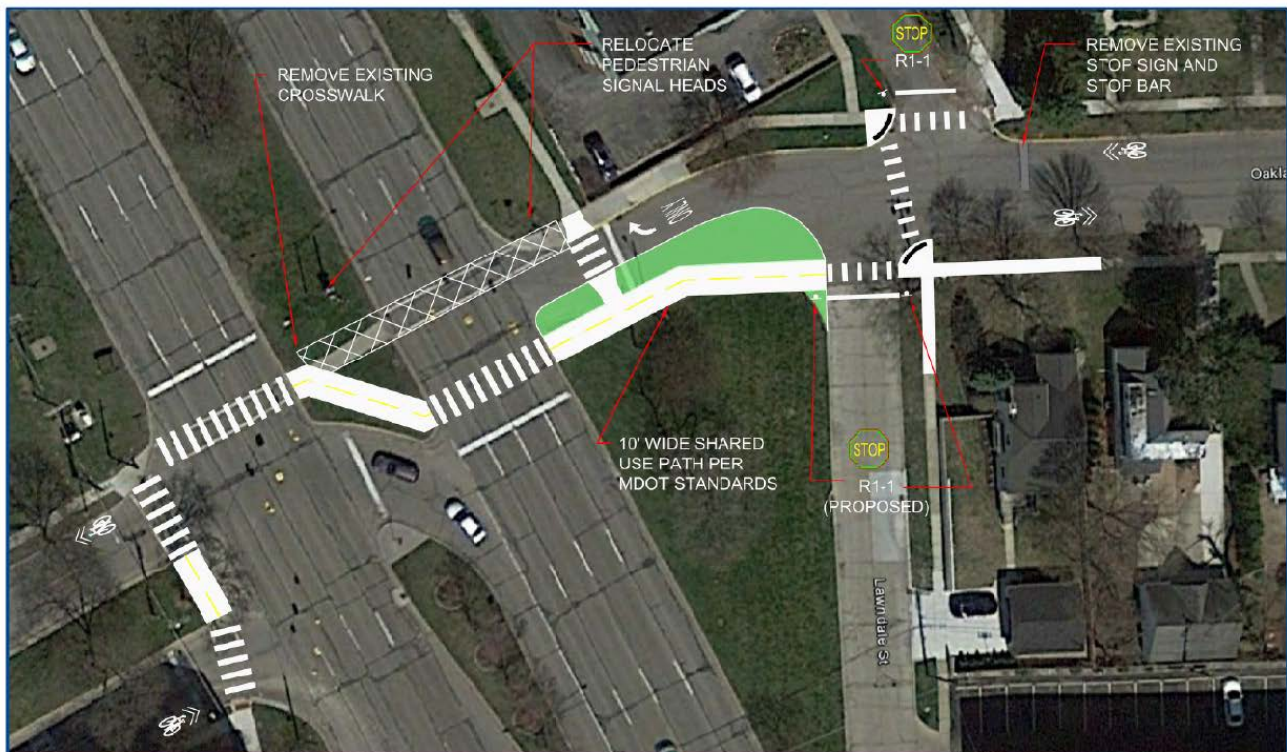 STOP
R1-1
RELOCATE
PEDESTRIAN
SIGNAL HEADS
REMOVE EXISTING
STOP SIGN AND
STOP BAR
REMOVE EXISTING
CROSSWALK
Oakla
ONLY
10' WIDE SHARED
USE PATH PER
MDOT STANDARDS
STOP
R1-1
(PROPOSED)
Lawndale St